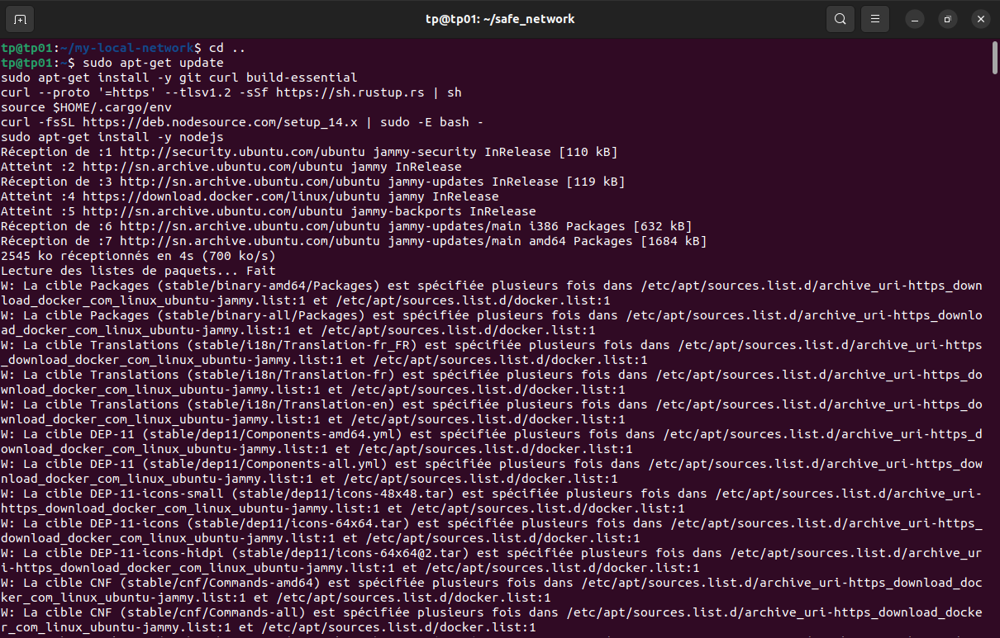 tp@tp01: ~/safe_network
tp@tp01:~/my-local-network$ cd ..
tp@tp01:~$ sudo apt-get update
sudo apt-get install -y git curl build-essential
curl --proto '=https' --tlsv1.2 -sSf https://sh.rustup.rs | sh
source $HOME/.cargo/env
curl -fsSL https://deb.nodesource.com/setup_14.x | sudo -E bash -
sudo apt-get install -y nodejs
Réception de :1 http://security.ubuntu.com/ubuntu jammy-security InRelease [110 kB]
Atteint :2 http://sn.archive.ubuntu.com/ubuntu jammy InRelease
Réception de :3 http://sn.archive.ubuntu.com/ubuntu jammy-updates InRelease [119 kB]
Atteint :4 https://download.docker.com/linux/ubuntu jammy InRelease
Atteint :5 http://sn.archive.ubuntu.com/ubuntu jammy-backports InRelease
Réception de :6 http://sn.archive.ubuntu.com/ubuntu jammy-updates/main i386 Packages [632 kB]
Réception de :7 http://sn.archive.ubuntu.com/ubuntu jammy-updates/main amd64 Packages [1684 kB]
2545 ko réceptionnés en 4s (700 ko/s)
Lecture des listes de paquets... Fait
W: La cible Packages (stable/binary-amd64/Packages) est spécifiée plusieurs fois dans /etc/apt/sources.list.d/archive_uri-https_down
load_docker_com_linux_ubuntu-jammy.list:1 et /etc/apt/sources.list.d/docker.list:1
W: La cible Packages (stable/binary-all/Packages) est spécifiée plusieurs fois dans /etc/apt/sources.list.d/archive_uri-https_downlo
ad_docker_com_linux_ubuntu-jammy.list:1 et /etc/apt/sources.list.d/docker.list:1
W: La cible Translations (stable/i18n/Translation-fr_FR) est spécifiée plusieurs fois dans /etc/apt/sources.list.d/archive_uri-https
_download_docker_com_linux_ubuntu-jammy.list:1 et /etc/apt/sources.list.d/docker.list:1
W: La cible Translations (stable/i18n/Translation-fr) est spécifiée plusieurs fois dans /etc/apt/sources.list.d/archive_uri-https_do
wnload_docker_com_linux_ubuntu-jammy.list:1 et /etc/apt/sources.list.d/docker.list:1
W: La cible Translations (stable/i18n/Translation-en) est spécifiée plusieurs fois dans /etc/apt/sources.list.d/archive_uri-https_do
wnload_docker_com_linux_ubuntu-jammy.list:1 et /etc/apt/sources.list.d/docker.list:1
W: La cible DEP-11 (stable/dep11/Components-amd64.yml) est spécifiée plusieurs fois dans /etc/apt/sources.list.d/archive_uri-https_d
ownload_docker_com_linux_ubuntu-jammy.list:1 et /etc/apt/sources.list.d/docker.list:1
W: La cible DEP-11 (stable/dep11/Components-all.yml) est spécifiée plusieurs fois dans /etc/apt/sources.list.d/archive_uri-https_dow
nload_docker_com_linux_ubuntu-jammy.list:1 et /etc/apt/sources.list.d/docker.list:1
W: La cible DEP-11-icons-small (stable/dep11/icons-48x48.tar) est spécifiée plusieurs fois dans /etc/apt/sources.list.d/archive_uri-
https_download_docker_com_linux_ubuntu-jammy.list:1 et /etc/apt/sources.list.d/docker.list:1
W: La cible DEP-11-icons (stable/dep11/icons-64x64.tar) est spécifiée plusieurs fois dans /etc/apt/sources.list.d/archive_uri-https_
download_docker_com_linux_ubuntu-jammy.list:1 et /etc/apt/sources.list.d/docker.list:1
W: La cible DEP-11-icons-hidpi (stable/dep11/icons-64x64@2.tar) est spécifiée plusieurs fois dans /etc/apt/sources.list.d/archive_ur
i-https_download_docker_com_linux_ubuntu-jammy.list:1 et /etc/apt/sources.list.d/docker.list:1
W: La cible CNF (stable/cnf/Commands-amd64) est spécifiée plusieurs fois dans /etc/apt/sources.list.d/archive_uri-https_download_doc
ker_com_linux_ubuntu-jammy.list:1 et /etc/apt/sources.list.d/docker.list:1
W: La cible CNF (stable/cnf/Commands-all) est spécifiée plusieurs fois dans /etc/apt/sources.list.d/archive_uri-https_download_docke
r_com_linux_ubuntu-jammy.list:1 et /etc/apt/sources.list.d/docker.list:1